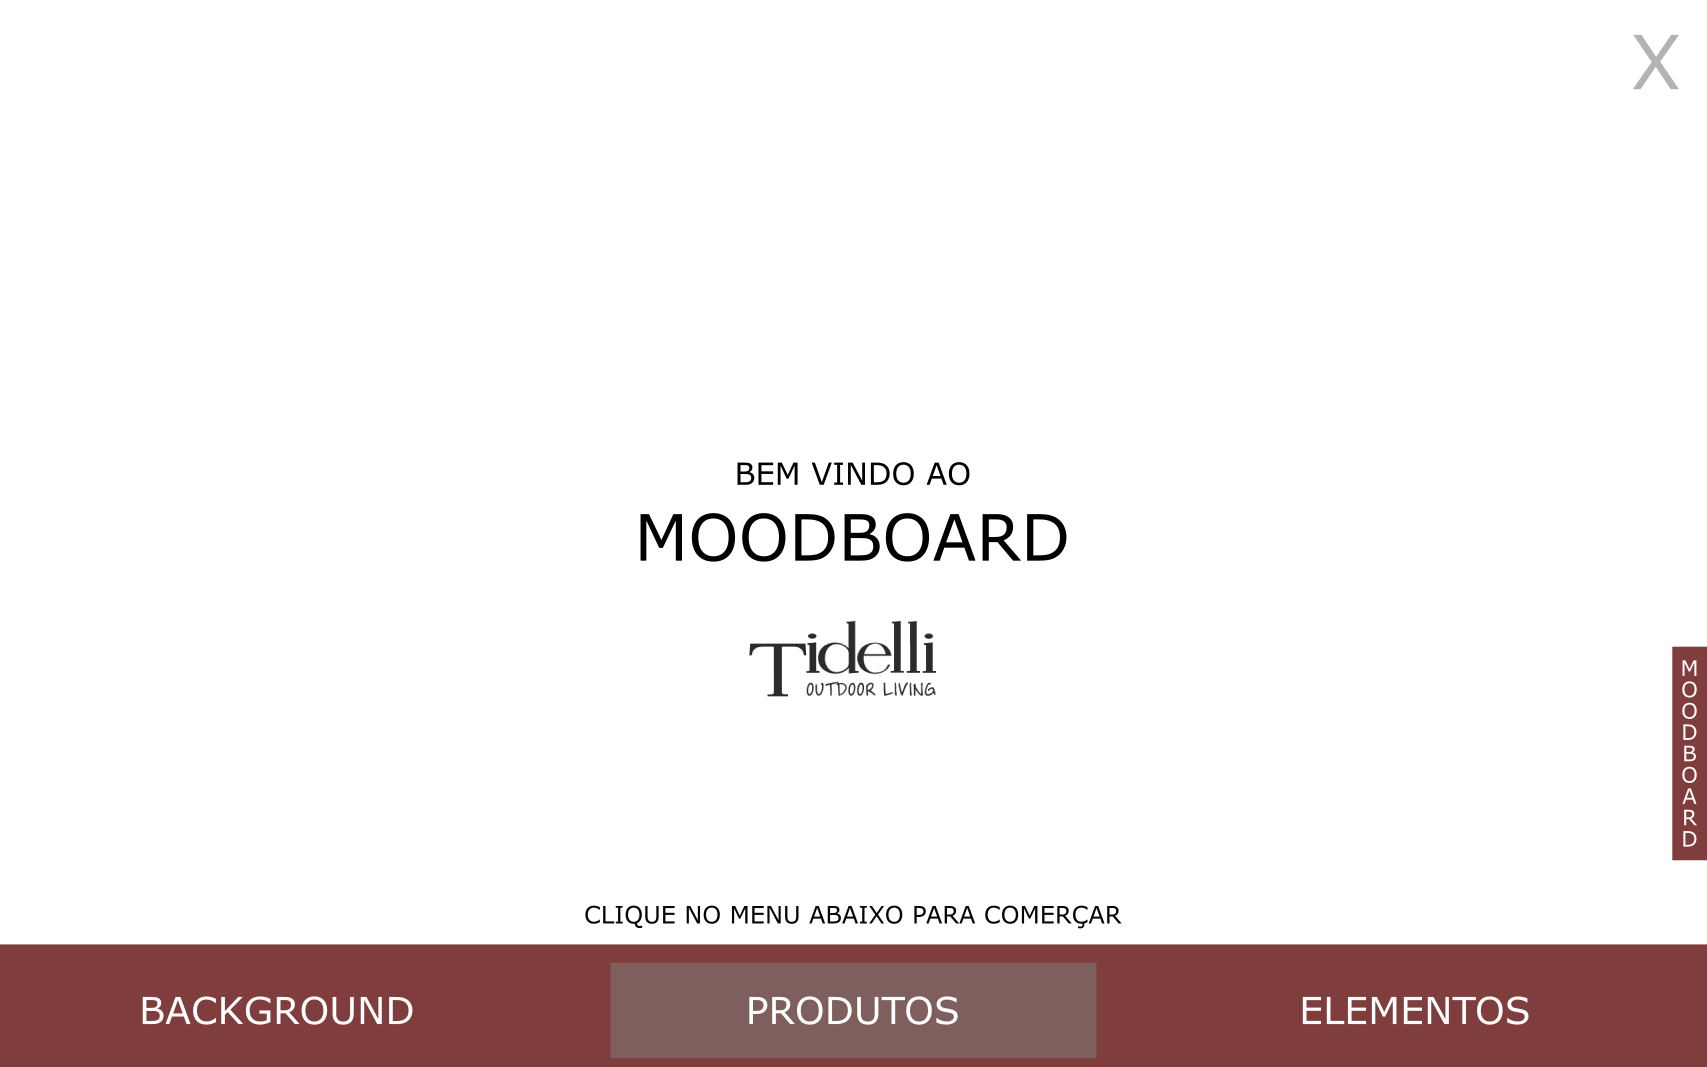 X
BEM VINDO AO
MOODBOARD
Tidelli
OUTDOOR LIVING
MOODBOARD
CLIQUE NO MENU ABAIXO PARA COMERÇAR
BACKGROUND
PRODUTOS
ELEMENTOS